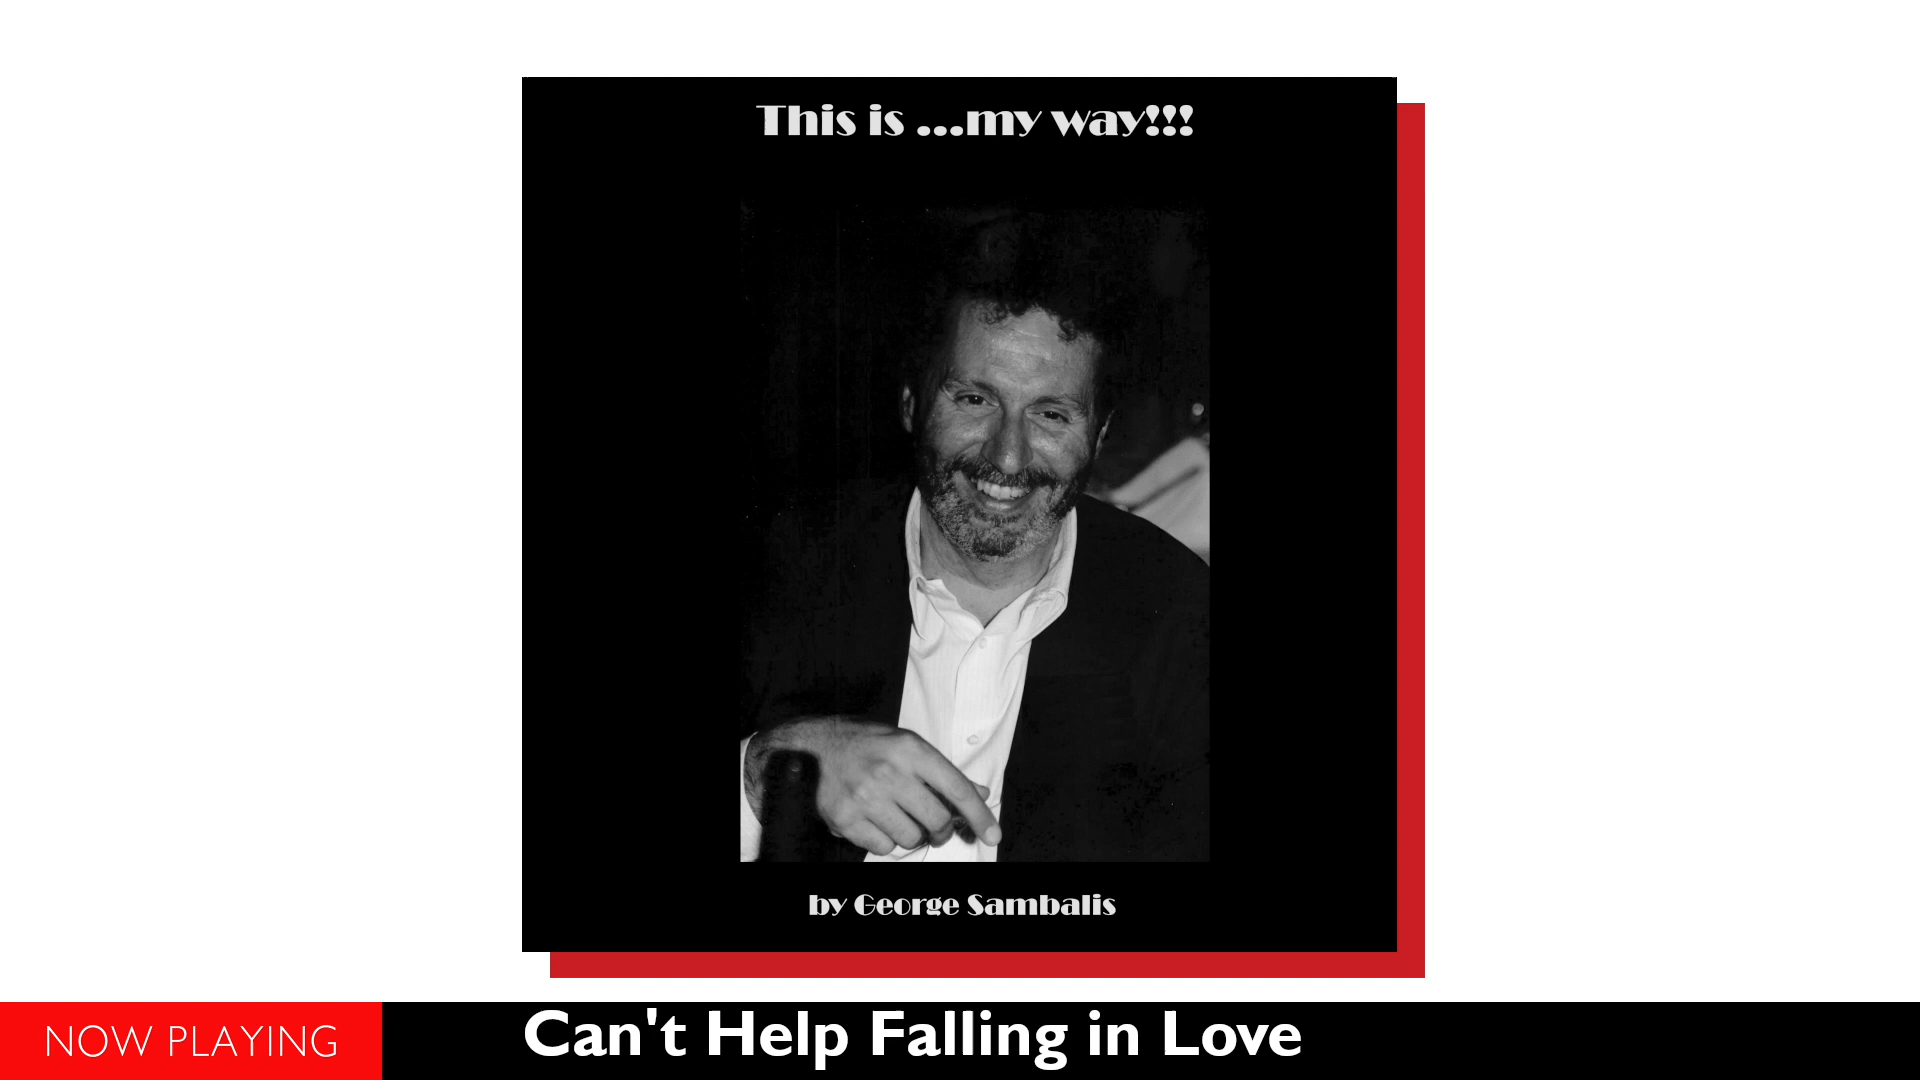 This is ...my way!!!
by George Sambalis
NOW PLAYING
Can't Help Falling in Love